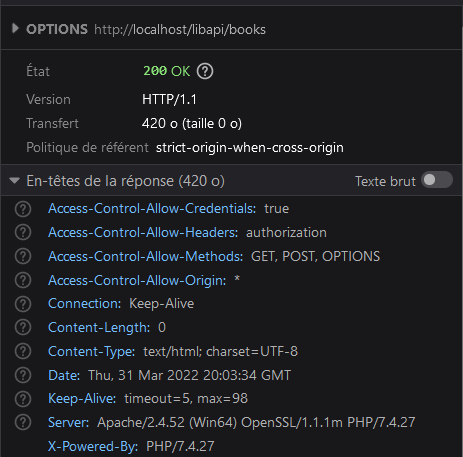 OPTIONS http://localhost/libapi/books
État 200 OK ?
Version HTTP/1.1
Transfert 420 o (taille 0 o)
Politique de référent strict-origin-when-cross-origin
En-têtes de la réponse (420 o) Texte brut
? Access-Control-Allow-Credentials: true
? Access-Control-Allow-Headers: authorization
? Access-Control-Allow-Methods: GET, POST, OPTIONS
? Access-Control-Allow-Origin: *
? Connection: Keep-Alive
? Content-Length: 0
? Content-Type: text/html; charset=UTF-8
? Date: Thu, 31 Mar 2022 20:03:34 GMT
? Keep-Alive: timeout=5, max=98
? Server: Apache/2.4.52 (Win64) OpenSSL/1.1.1m PHP/7.4.27
X-Powered-By: PHP/7.4.27